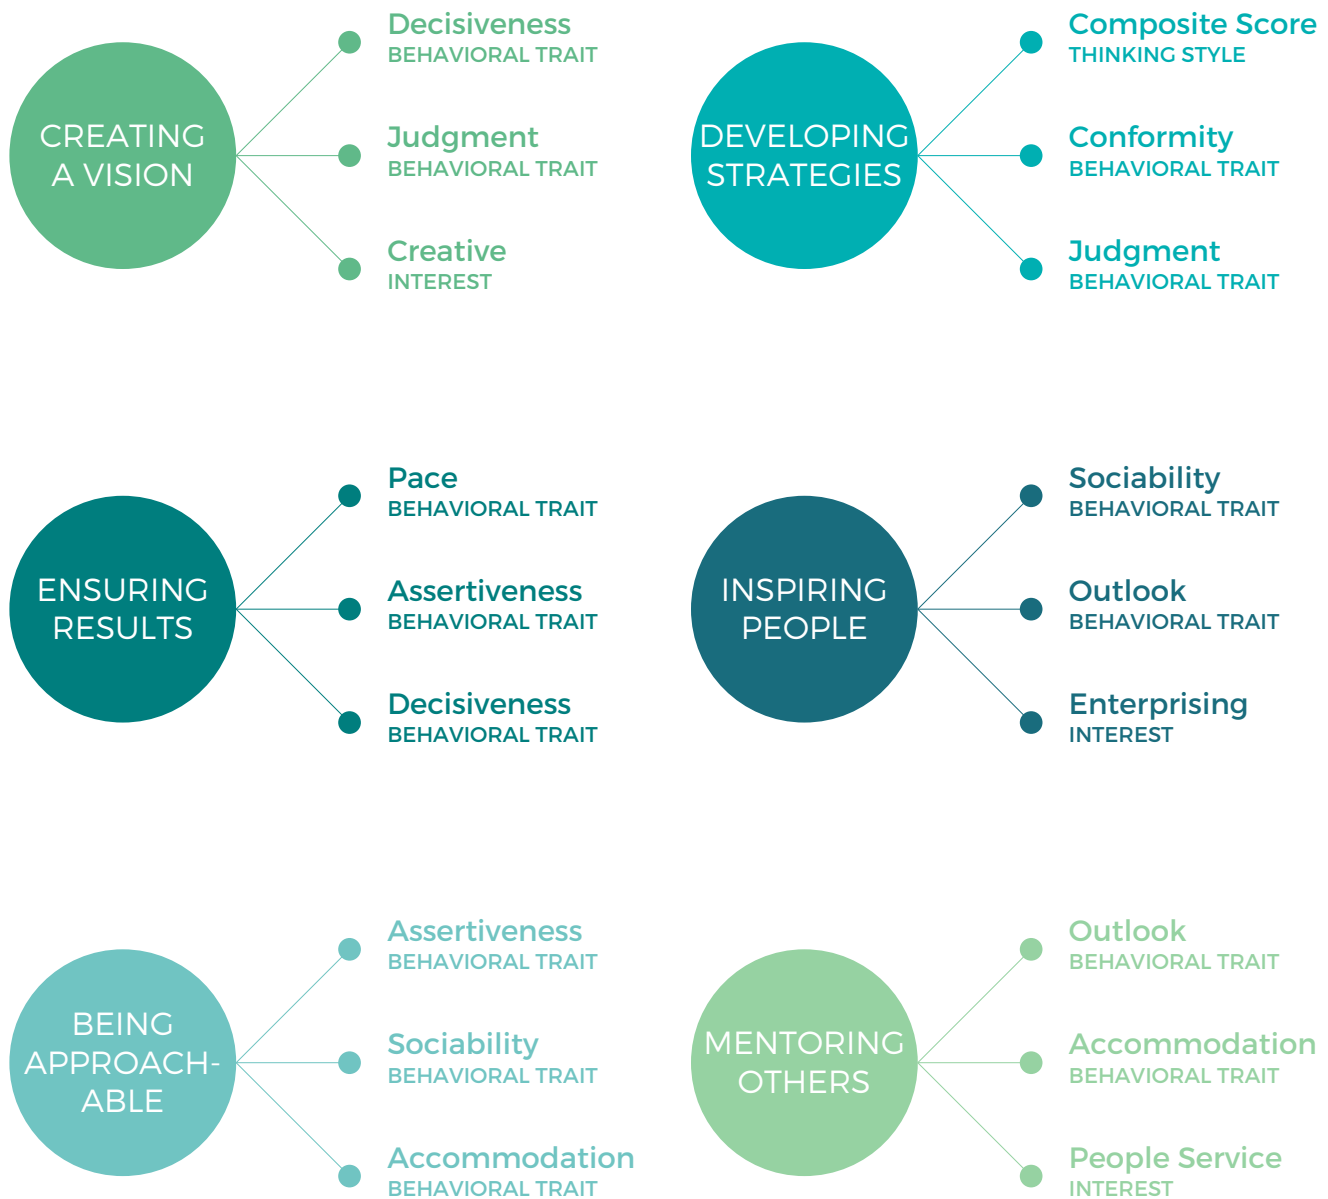 CREATING
A VISION
Decisiveness
BEHAVIORAL TRAIT
Judgment
BEHAVIORAL TRAIT
Creative
INTEREST
DEVELOPING
STRATEGIES
Composite Score
THINKING STYLE
Conformity
BEHAVIORAL TRAIT
Judgment
BEHAVIORAL TRAIT
ENSURING
RESULTS
Pace
BEHAVIORAL TRAIT
Assertiveness
BEHAVIORAL TRAIT
Decisiveness
BEHAVIORAL TRAIT
INSPIRING
PEOPLE
Sociability
BEHAVIORAL TRAIT
Outlook
BEHAVIORAL TRAIT
Enterprising
INTEREST
BEING
APPROACH-
ABLE
Assertiveness
BEHAVIORAL TRAIT
Sociability
BEHAVIORAL TRAIT
Accommodation
BEHAVIORAL TRAIT
MENTORING
OTHERS
Outlook
BEHAVIORAL TRAIT
Accommodation
BEHAVIORAL TRAIT
People Service
INTEREST